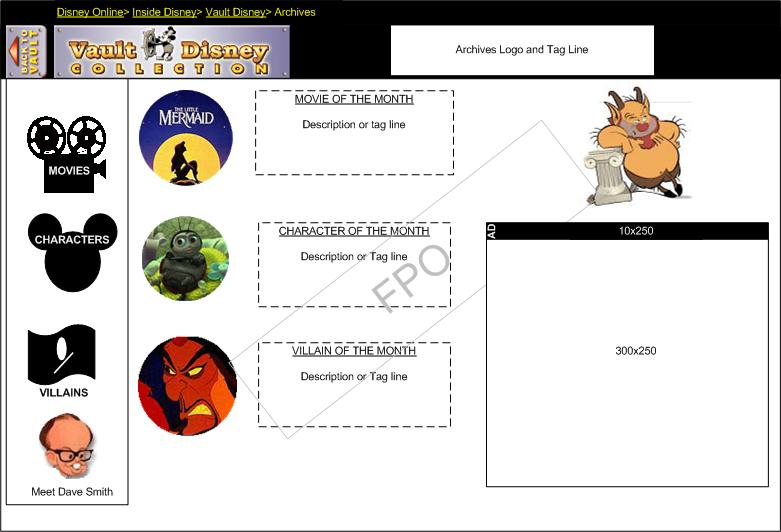 Disney Online> Inside Disney> Vault Disney> Archives
BACK TO
VAULT
Vault Disney
COLLECTION
Archives Logo and Tag Line
MOVIES
CHARACTERS
VILLAINS
Meet Dave Smith
THE LITTLE
MERMAID
MOVIE OF THE MONTH
Description or tag line
CHARACTER OF THE MONTH
Description or Tag line
VILLAIN OF THE MONTH
Description or Tag line
FPO
AD
10x250
300x250